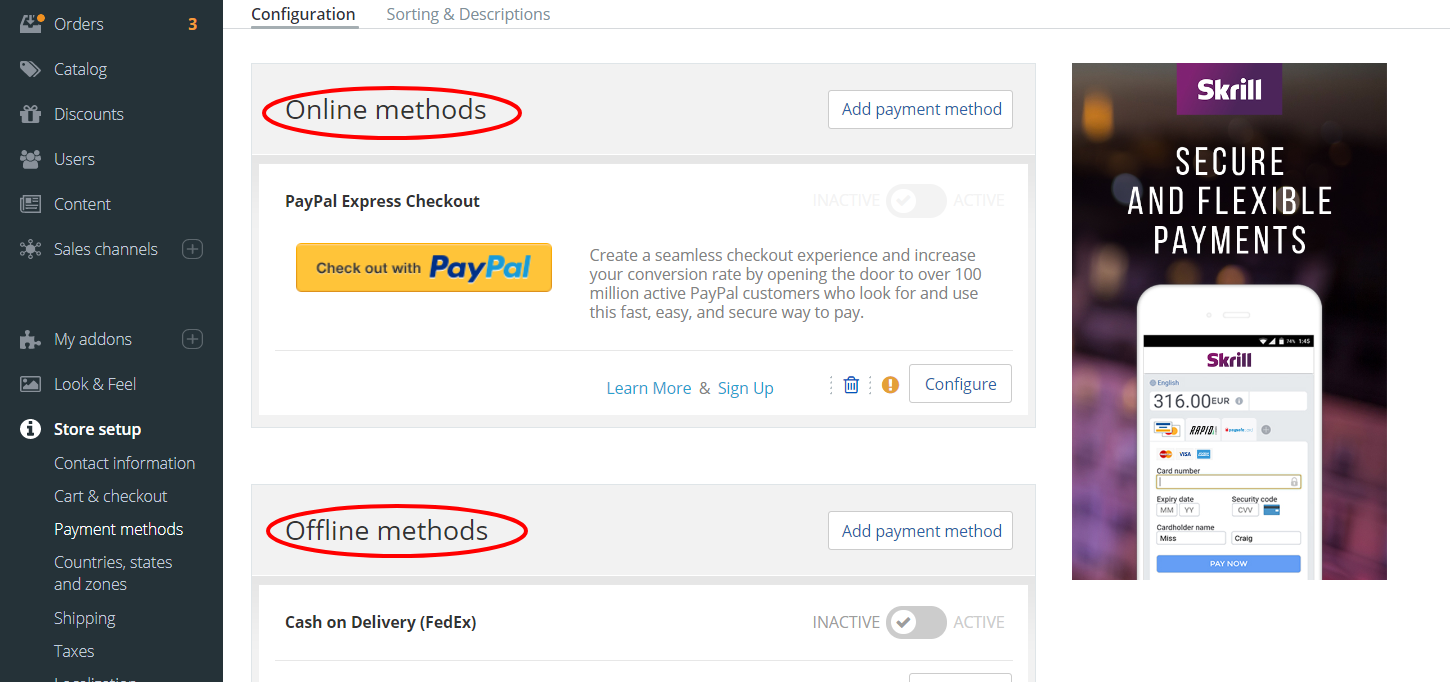 Orders 3
Catalog
Discounts
Users
Content
Sales channels
My addons
Look & Feel
Store setup
Contact information
Cart & checkout
Payment methods
Countries, states
and zones
Shipping
Taxes
Localization
Configuration Sorting & Descriptions
Online methods Add payment method
PayPal Express Checkout INACTIVE ACTIVE
Check out with PayPal
Create a seamless checkout experience and increase
your conversion rate by opening the door to over 100
million active PayPal customers who look for and use
this fast, easy, and secure way to pay.
Learn More & Sign Up Configure
Offline methods Add payment method
Cash on Delivery (FedEx) INACTIVE ACTIVE
Skrill
SECURE
AND FLEXIBLE
PAYMENTS
74% 1:45
Skrill
English
316.00EUR
RAPID
VISA
Card number
Expiry date Security code
MM YY CVV
Cardholder name
Miss Craig
PAY NOW